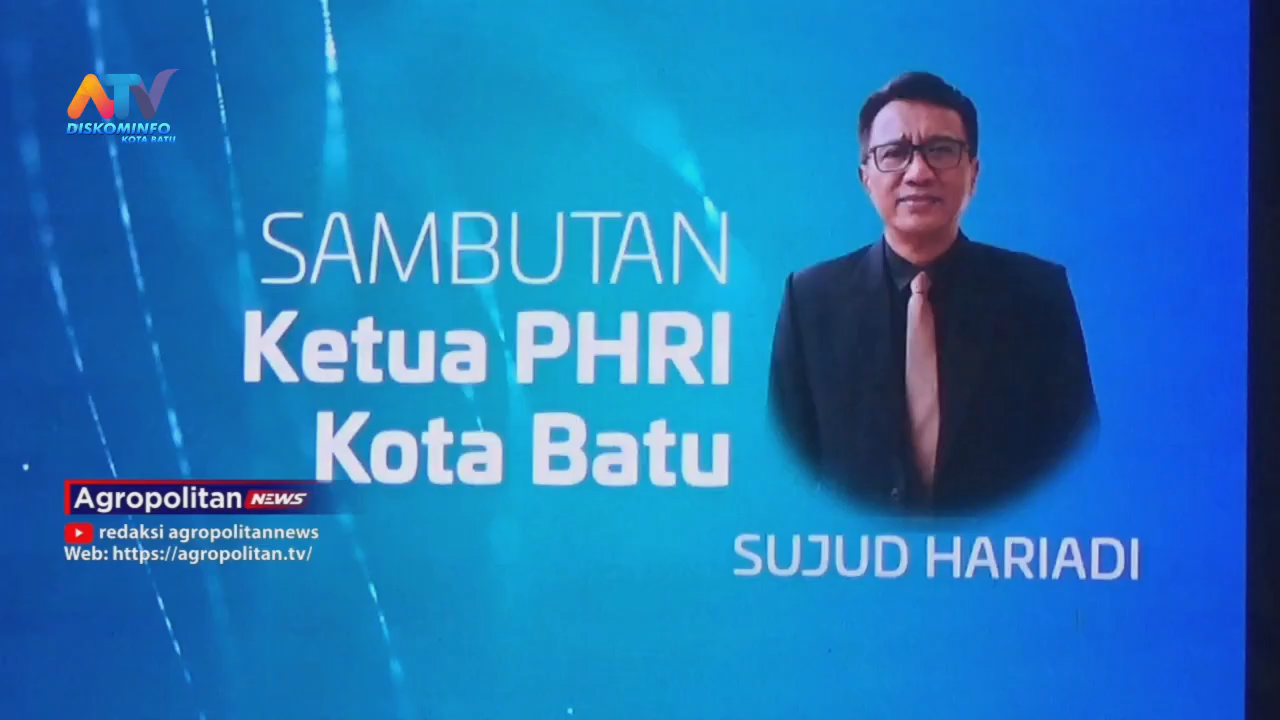 ATV
DISKOMINFO
KOTA BATU
SAMBUTAN
Ketua PHRI
Kota Batu
SUJUD HARIADI
Agropolitan NEWS
redaksi agropolitannews
Web: https://agropolitan.tv/